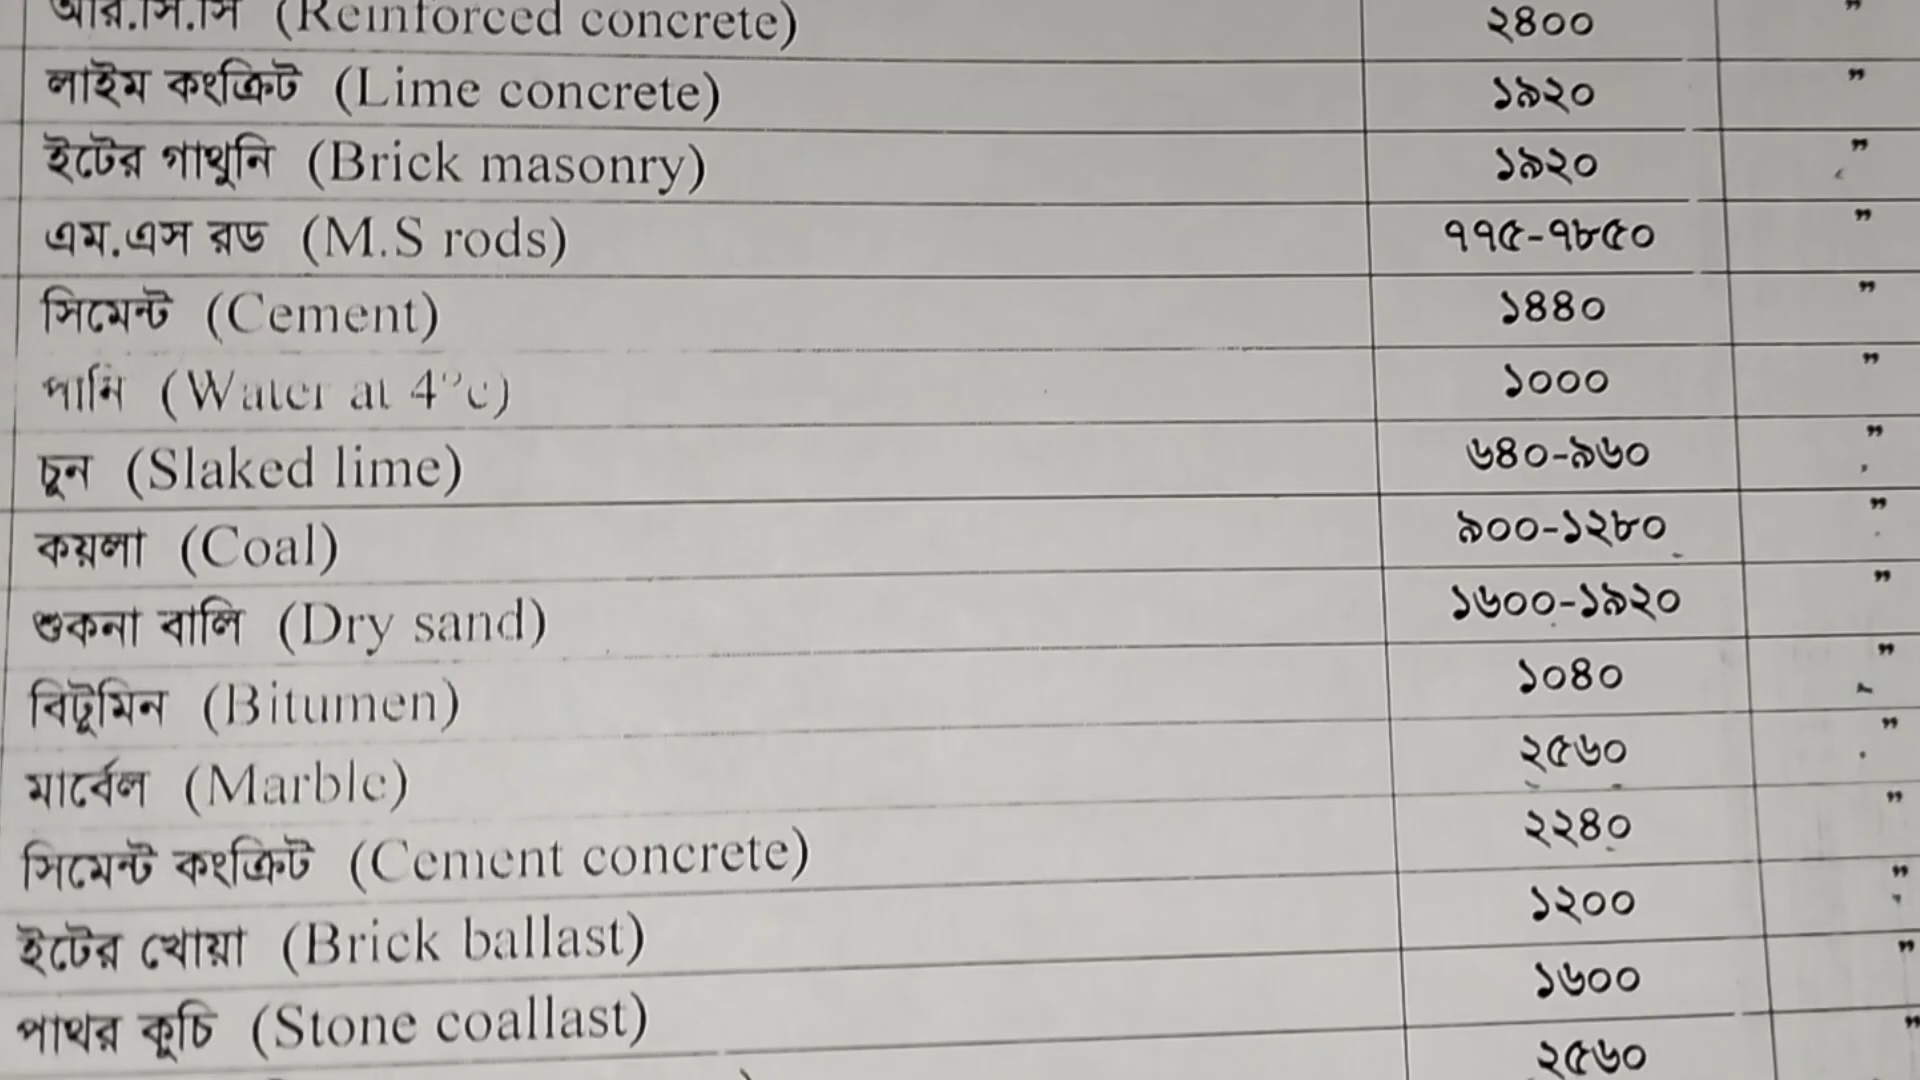 আর.সি.সি (Reinforced concrete) ২৪০০ ”
লাইম কংক্রিট (Lime concrete) ১৯২০ ”
ইটের গাথুনি (Brick masonry) ১৯২০ ”
এম.এস রড (M.S rods) ৭৭৫-৭৮৫০ ”
সিমেন্ট (Cement) ১৪৪০ ”
পানি (Water at 4°c) ১০০০ ”
চুন (Slaked lime) ৬৪০-৯৬০ ”
কয়লা (Coal) ৯০০-১২৮০ ”
শুকনা বালি (Dry sand) ১৬০০-১৯২০ ”
বিটুমিন (Bitumen) ১০৪০ ”
মার্বেল (Marble) ২৫৬০ ”
সিমেন্ট কংক্রিট (Cement concrete) ২২৪০ ”
ইটের খোয়া (Brick ballast) ১২০০ ”
পাথর কুচি (Stone coallast) ১৬০০ ”
২৫৬০ ”